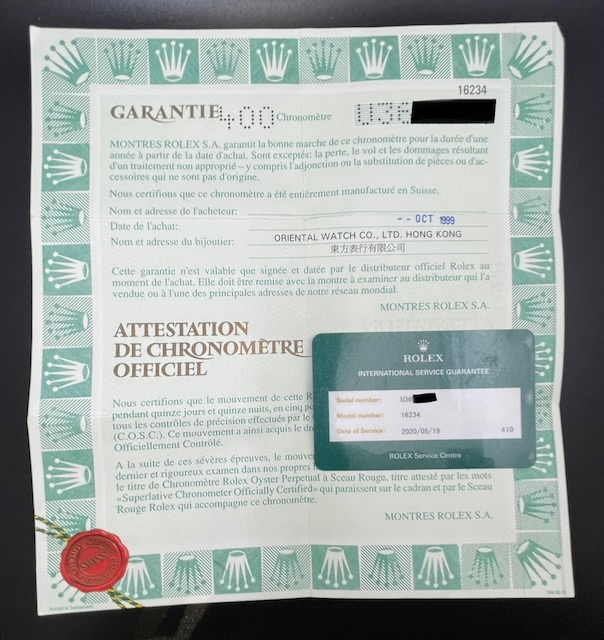 16234
GARANTIE 400 Chronomètre U36
MONTRES ROLEX S.A. garantit la bonne marche de ce chronomètre pour la durée d'une
année à partir de la date d'achat. Sont exceptés: la perte, le vol et les dommages résultant
d'un traitement non approprié – y compris l'adjonction ou la substitution de pièces ou d'ac-
cessoires qui ne sont pas d'origine.
Nous certifions que ce chronomètre a été entièrement manufacturé en Suisse.
Nom et adresse de l'acheteur:
Date de l'achat: -- OCT 1999
Nom et adresse du bijoutier: ORIENTAL WATCH CO., LTD. HONG KONG
東方表行有限公司
Cette garantie n'est valable que signée et datée par le distributeur officiel Rolex au
moment de l'achat. Elle doit être remise avec la montre à examiner au distributeur qui l'a
vendue ou à l'une des principales adresses de notre réseau mondial.
MONTRES ROLEX S.A.
ATTESTATION
DE CHRONOMÈTRE
OFFICIEL
Nous certifions que le mouvement de cette R
pendant quinze jours et quinze nuits, en cinq po
tous les contrôles de précision effectués par le
(C.O.S.C.). Ce mouvement a ainsi acquis le dr
Officiellement Contrôlé.
A la suite de ces sévères épreuves, le mouv
dernier et rigoureux examen dans nos propres
le titre de Chronomètre Rolex Oyster Perpetual à Sceau Rouge, titre attesté par les mots
«Superlative Chronometer Officially Certified» qui paraissent sur le cadran et par le Sceau
Rouge Rolex qui accompagne ce chronomètre.
MONTRES ROLEX S.A.
Printed in Switzerland
ROLEX
INTERNATIONAL SERVICE GUARANTEE
Serial number: U36
Model number: 16234
Date of Service: 2020/05/19 410
ROLEX Service Centre